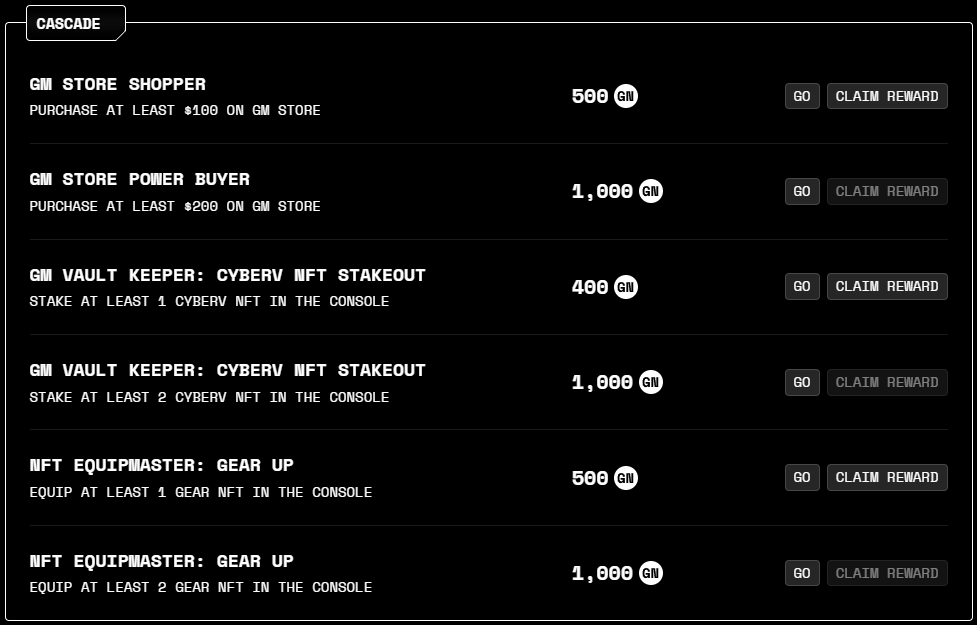 CASCADE
GM STORE SHOPPER
PURCHASE AT LEAST $100 ON GM STORE
500 GN
GO
CLAIM REWARD
GM STORE POWER BUYER
PURCHASE AT LEAST $200 ON GM STORE
1,000 GN
GO
CLAIM REWARD
GM VAULT KEEPER: CYBERV NFT STAKEOUT
STAKE AT LEAST 1 CYBERV NFT IN THE CONSOLE
400 GN
GO
CLAIM REWARD
GM VAULT KEEPER: CYBERV NFT STAKEOUT
STAKE AT LEAST 2 CYBERV NFT IN THE CONSOLE
1,000 GN
GO
CLAIM REWARD
NFT EQUIPMASTER: GEAR UP
EQUIP AT LEAST 1 GEAR NFT IN THE CONSOLE
500 GN
GO
CLAIM REWARD
NFT EQUIPMASTER: GEAR UP
EQUIP AT LEAST 2 GEAR NFT IN THE CONSOLE
1,000 GN
GO
CLAIM REWARD